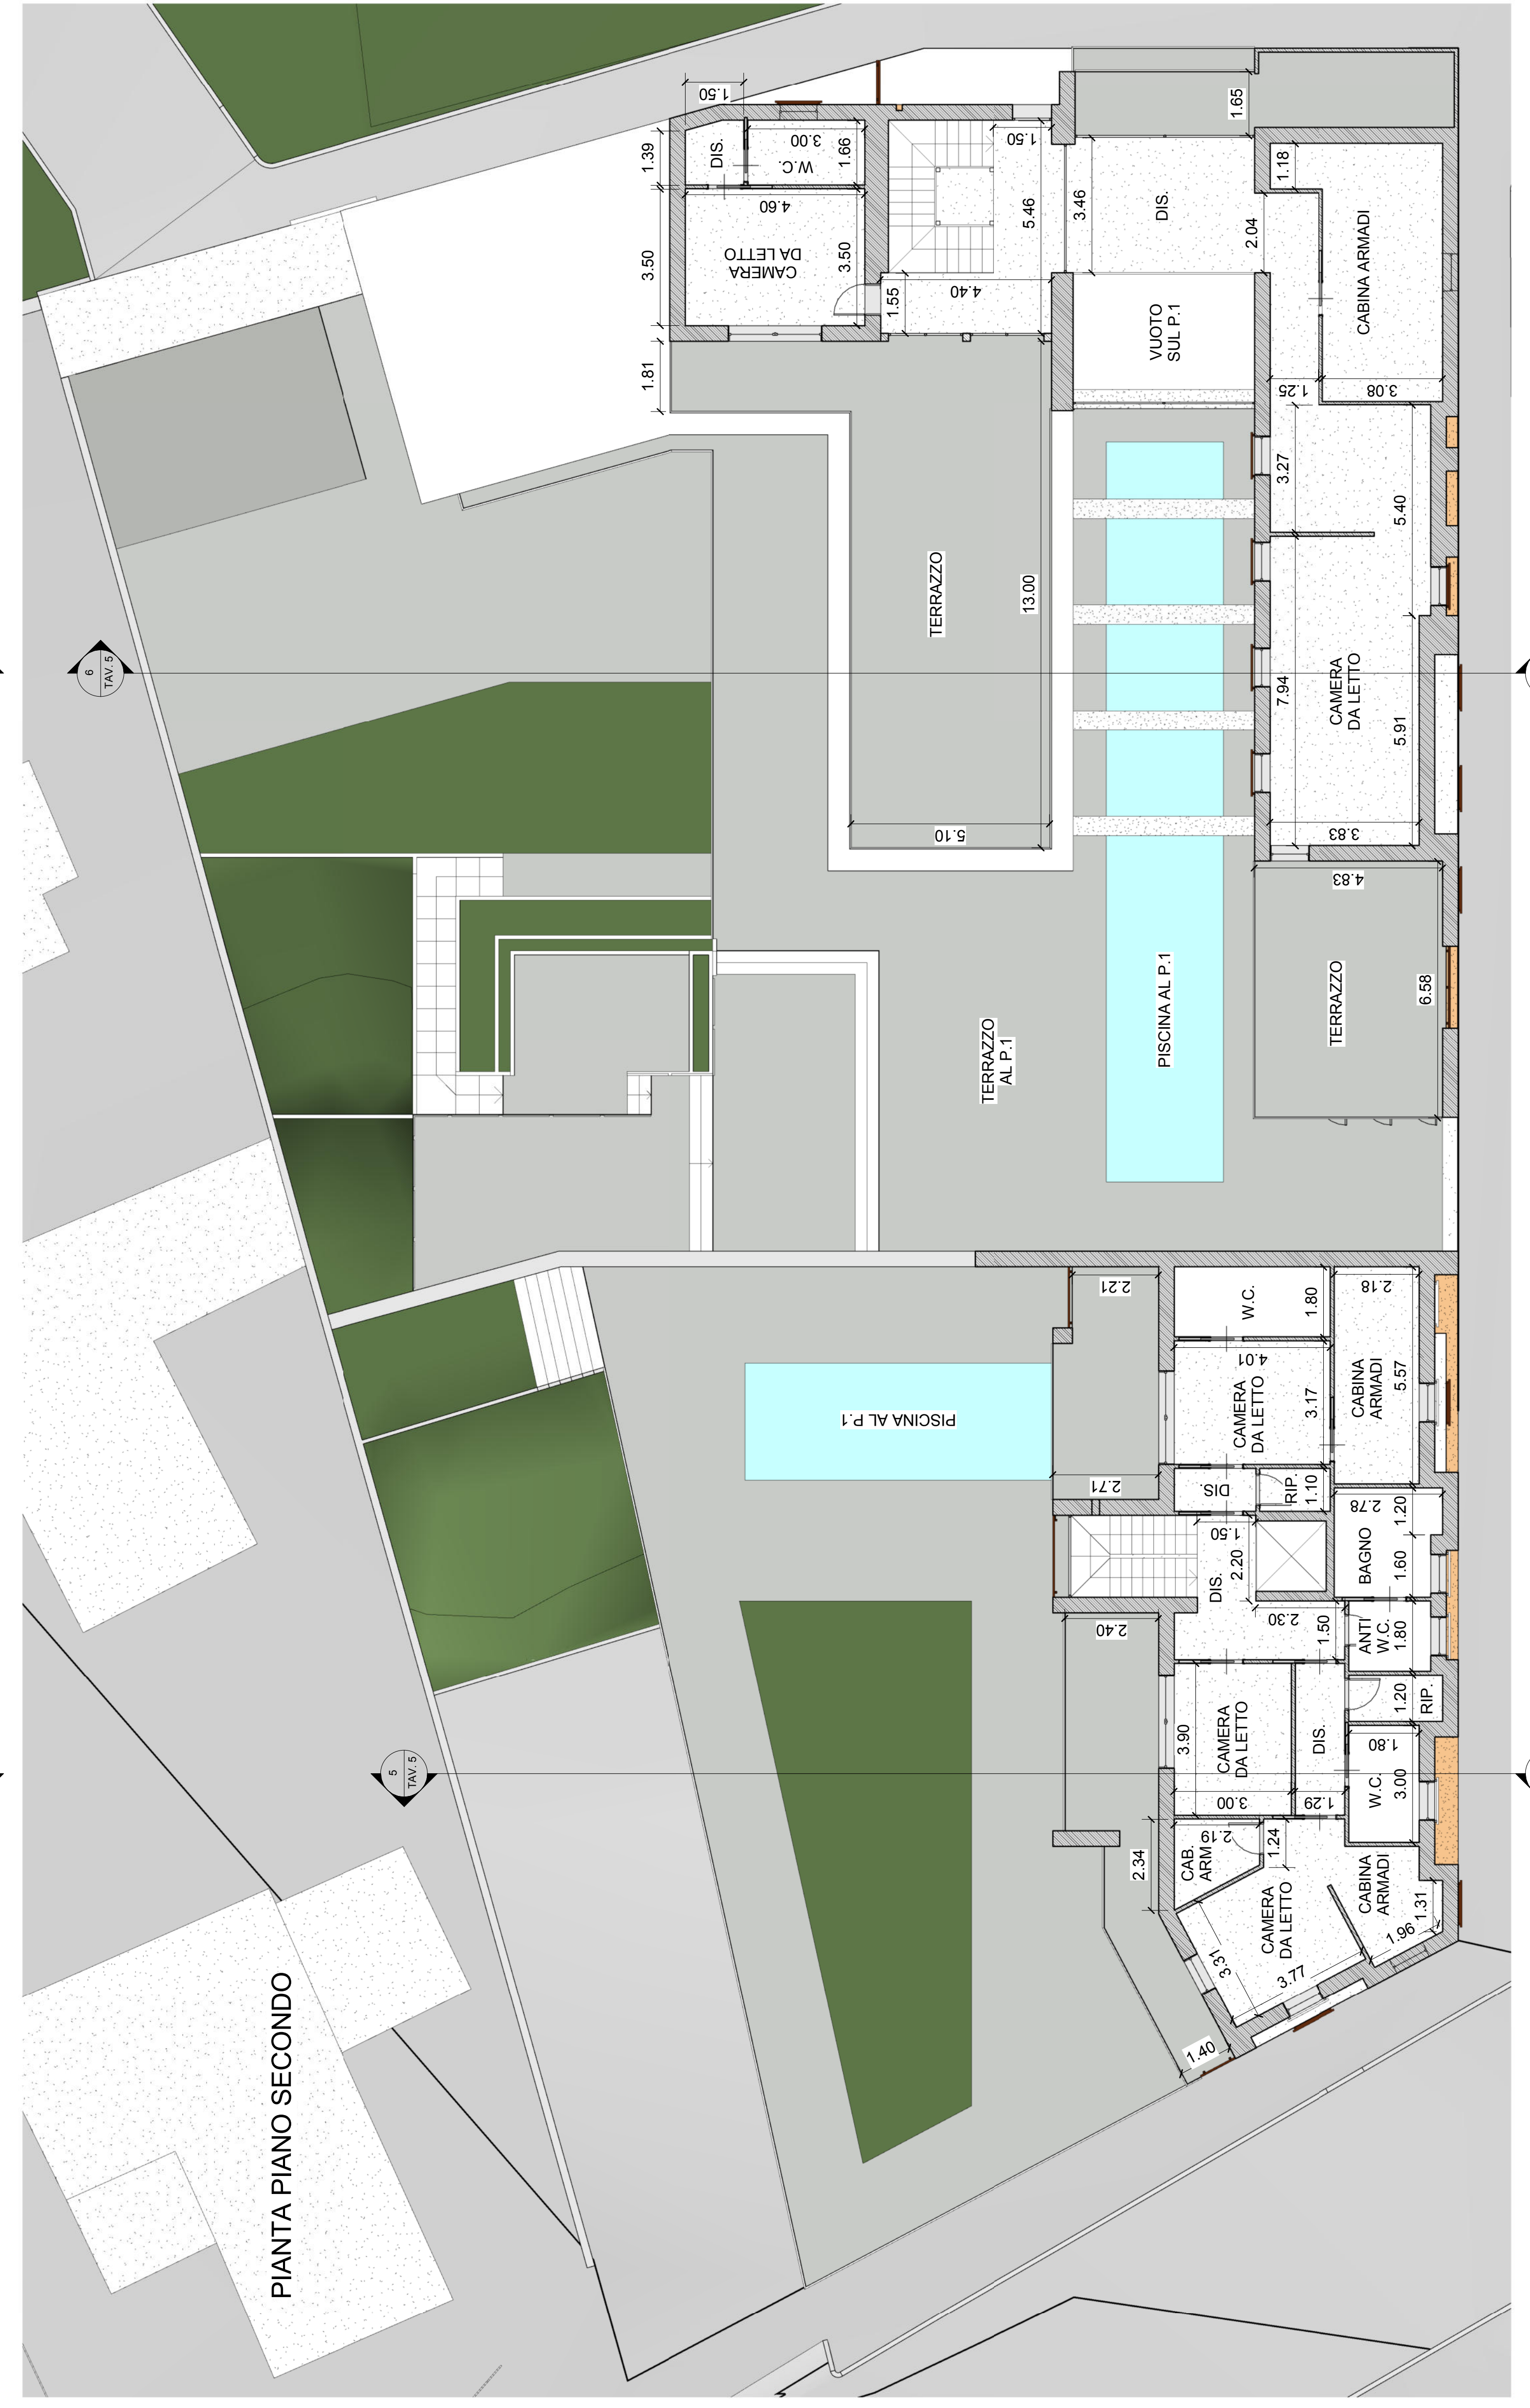 PIANTA PIANO SECONDO
5
TAV. 5
6
TAV. 5
1.40
3.31
3.77
CAMERA
DA LETTO
2.34
CAB.
ARM
2.19
1.24
CABINA
ARMADI
1.96
1.31
3.90
CAMERA
DA LETTO
3.00
DIS.
1.29
W.C.
3.00
1.80
RIP.
1.20
ANTI
W.C.
1.80
1.50
2.30
2.40
DIS.
2.20
1.50
BAGNO
1.60
1.20
2.78
DIS.
RIP.
1.10
2.71
CAMERA
DA LETTO
3.17
4.01
CABINA
ARMADI
5.57
2.18
W.C.
1.80
2.21
PISCINA AL P.1
TERRAZZO
AL P.1
PISCINA AL P.1
TERRAZZO
6.58
4.83
TERRAZZO
13.00
5.10
1.81
CAMERA
DA LETTO
7.94
5.91
3.83
3.27
5.40
1.25
3.08
CABINA ARMADI
1.18
2.04
VUOTO
SUL P.1
DIS.
3.46
1.65
1.55
4.40
5.46
1.50
CAMERA
DA LETTO
3.50
3.50
4.60
DIS.
1.39
1.50
W.C.
3.00
1.66